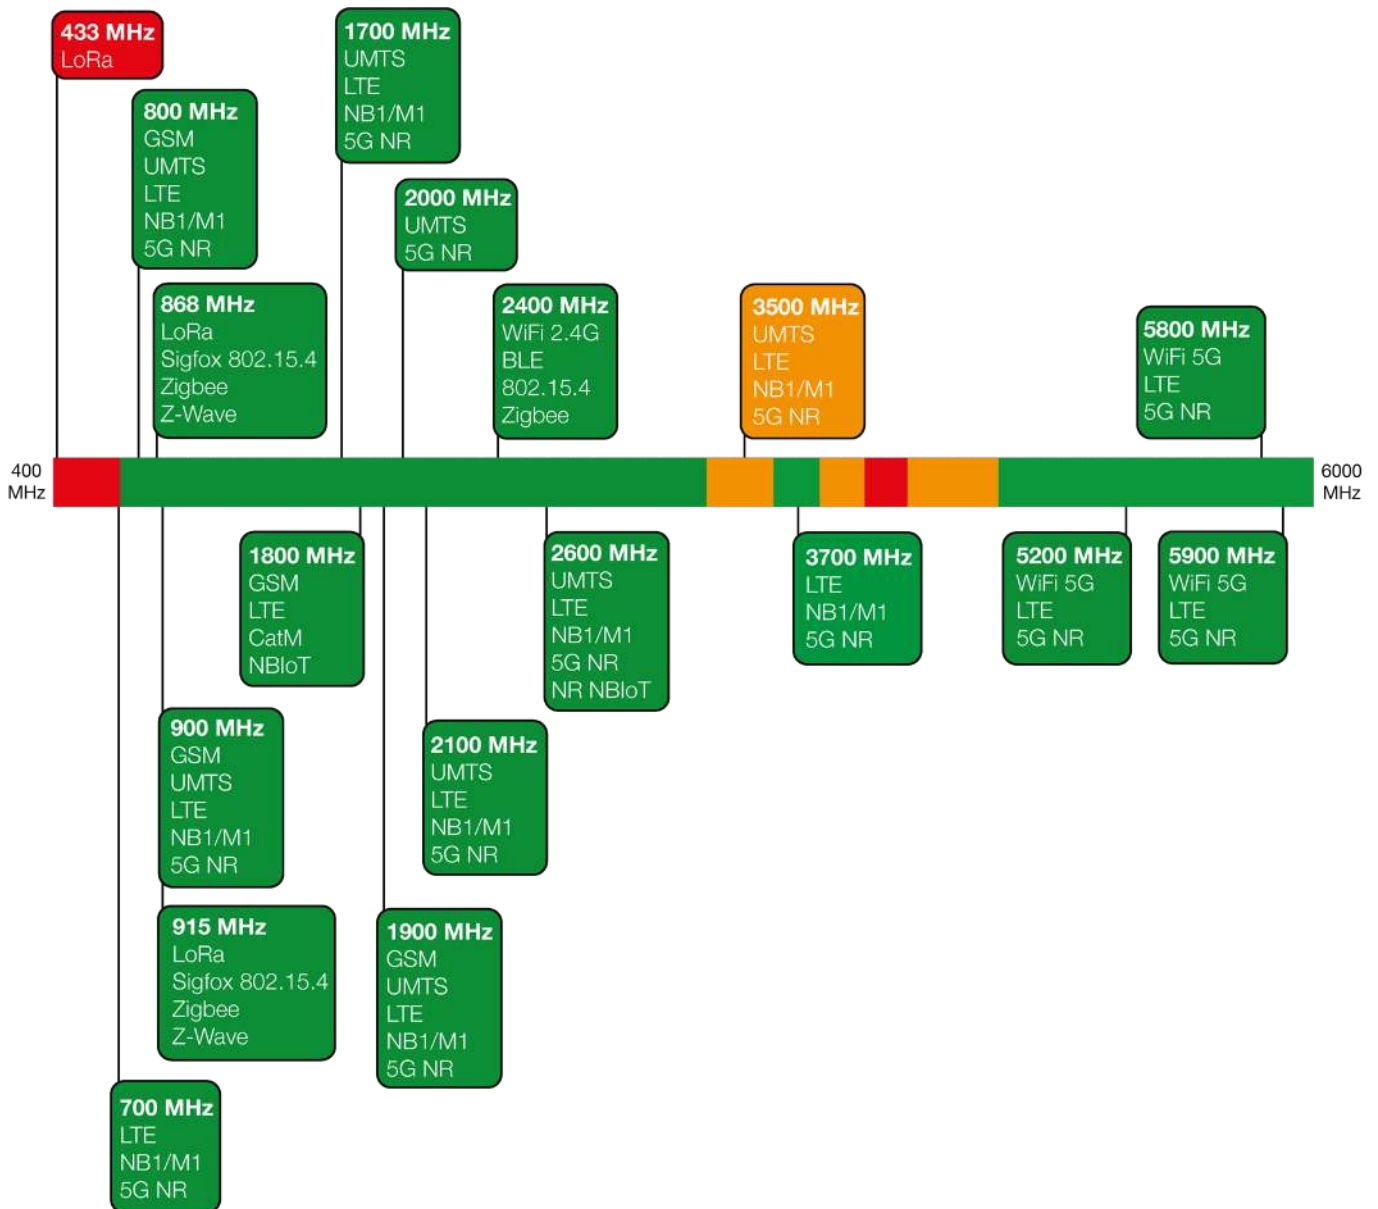 433 MHz
LoRa
800 MHz
GSM
UMTS
LTE
NB1/M1
5G NR
868 MHz
LoRa
Sigfox 802.15.4
Zigbee
Z-Wave
1700 MHz
UMTS
LTE
NB1/M1
5G NR
2000 MHz
UMTS
5G NR
2400 MHz
WiFi 2.4G
BLE
802.15.4
Zigbee
3500 MHz
UMTS
LTE
NB1/M1
5G NR
5800 MHz
WiFi 5G
LTE
5G NR
400
MHz
6000
MHz
1800 MHz
GSM
LTE
CatM
NBIoT
2600 MHz
UMTS
LTE
NB1/M1
5G NR
NR NBIoT
3700 MHz
LTE
NB1/M1
5G NR
5200 MHz
WiFi 5G
LTE
5G NR
5900 MHz
WiFi 5G
LTE
5G NR
900 MHz
GSM
UMTS
LTE
NB1/M1
5G NR
2100 MHz
UMTS
LTE
NB1/M1
5G NR
915 MHz
LoRa
Sigfox 802.15.4
Zigbee
Z-Wave
1900 MHz
GSM
UMTS
LTE
NB1/M1
5G NR
700 MHz
LTE
NB1/M1
5G NR